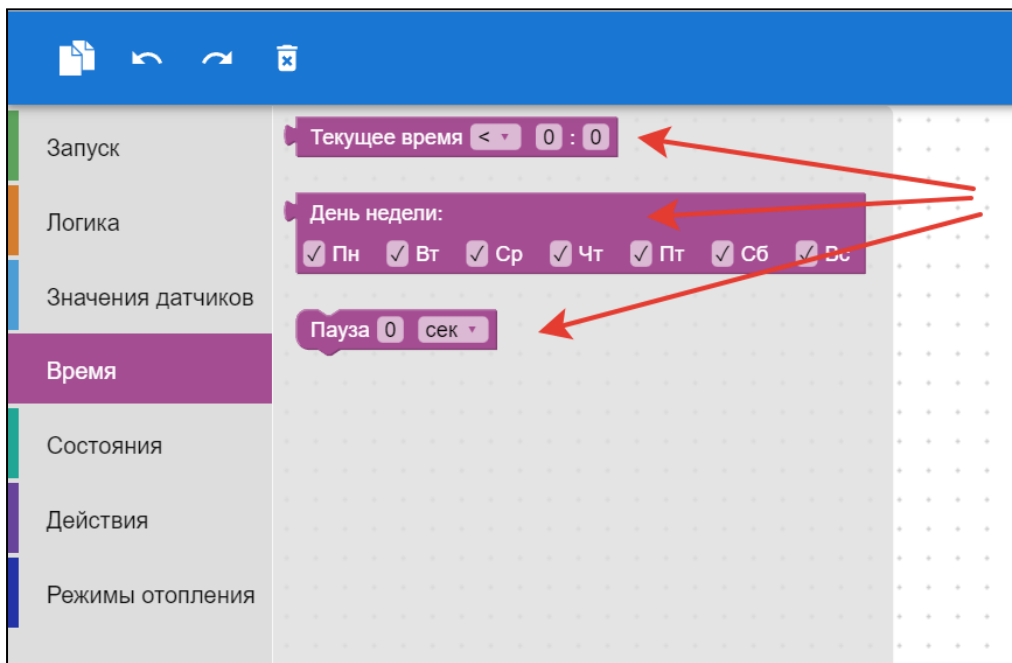 Запуск
Логика
Значения датчиков
Время
Состояния
Действия
Режимы отопления
Текущее время < 0 : 0
День недели:
✓ Пн ✓ Вт ✓ Ср ✓ Чт ✓ Пт ✓ Сб ✓ Вс
Пауза 0 сек